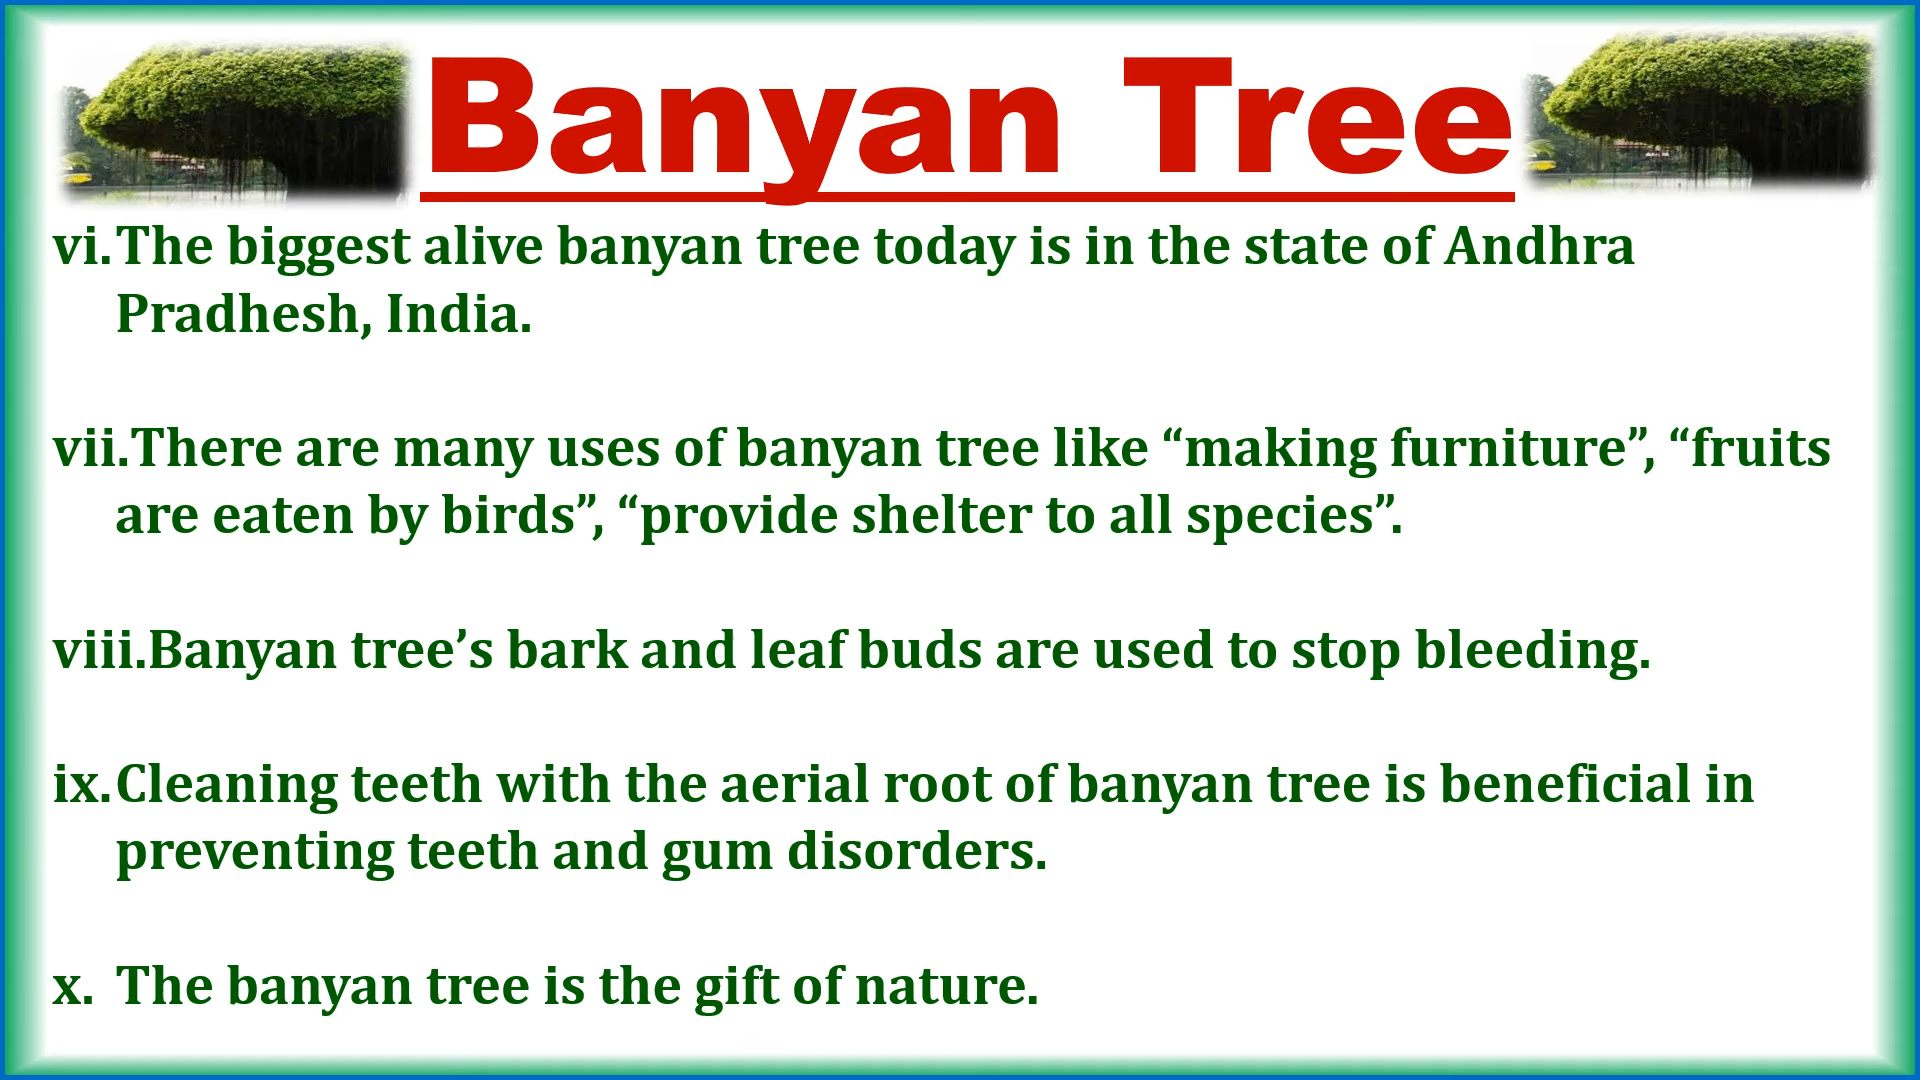 Banyan Tree
vi. The biggest alive banyan tree today is in the state of Andhra
Pradhesh, India.
vii.There are many uses of banyan tree like “making furniture”, “fruits
are eaten by birds”, “provide shelter to all species”.
viii.Banyan tree’s bark and leaf buds are used to stop bleeding.
ix. Cleaning teeth with the aerial root of banyan tree is beneficial in
preventing teeth and gum disorders.
x. The banyan tree is the gift of nature.